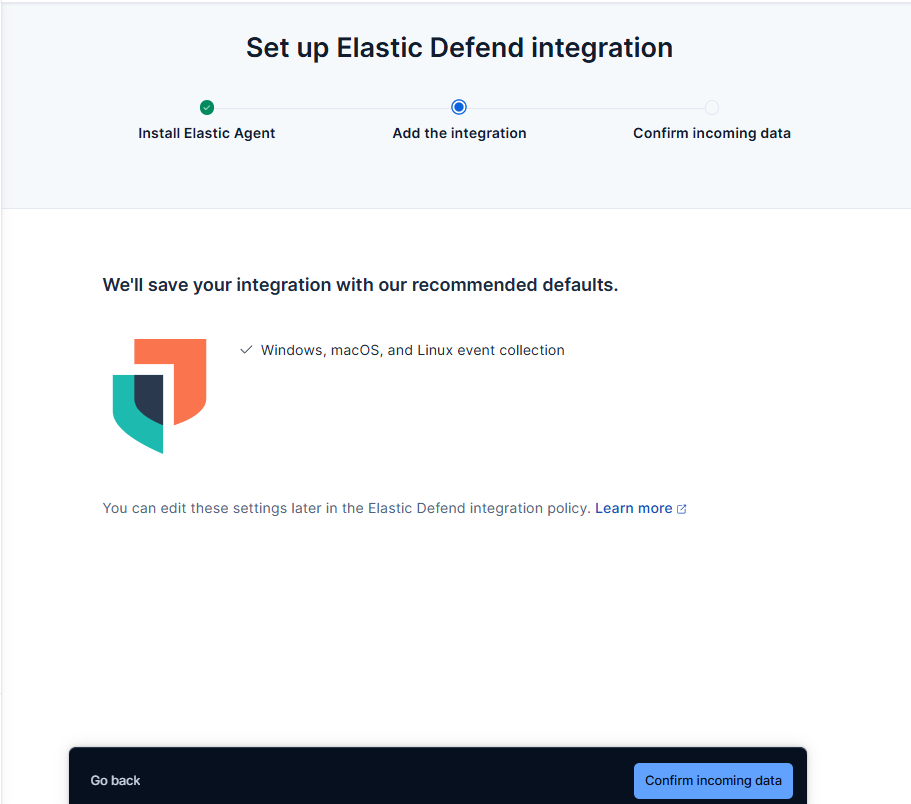 Set up Elastic Defend integration
Install Elastic Agent
Add the integration
Confirm incoming data
We'll save your integration with our recommended defaults.
Windows, macOS, and Linux event collection
You can edit these settings later in the Elastic Defend integration policy. Learn more
Go back
Confirm incoming data